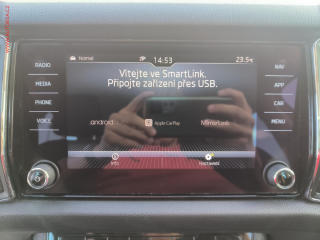 Normal
14:53
23.5°C
RADIO
MEDIA
PHONE
VOICE
Vítejte ve SmartLink.
Připojte zařízení přes USB.
android
Apple CarPlay
MirrorLink
Info
Nastavení
NAV
APP
CAR
MENU